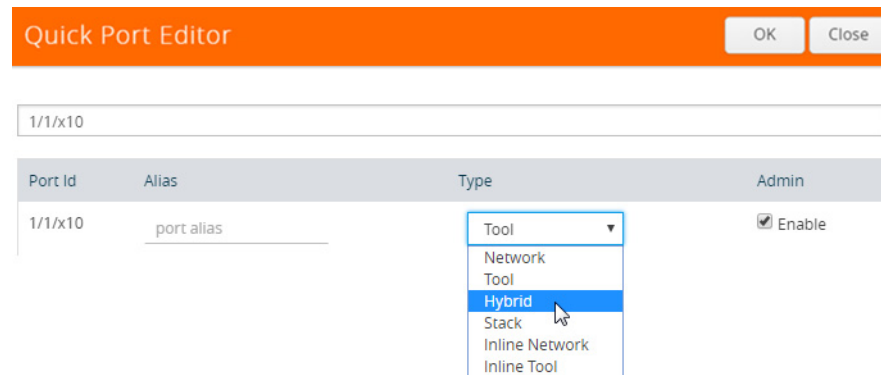 Quick Port Editor OK Close
1/1/x10
Port Id Alias Type Admin
1/1/x10 port alias Tool Enable
Network
Tool
Hybrid
Stack
Inline Network
Inline Tool